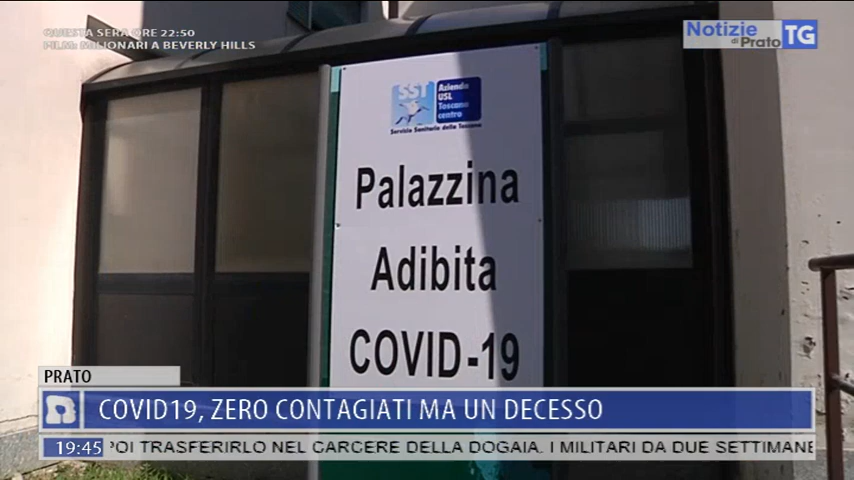 QUESTA SERA ORE 22:50
FILM: MILIONARI A BEVERLY HILLS
Notizie
di Prato
TG
SST
Azienda
USL
Toscana
centro
Servizio Sanitario della Toscana
Palazzina
Adibita
COVID-19
PRATO
COVID19, ZERO CONTAGIATI MA UN DECESSO
19:45
POI TRASFERIRLO NEL CARCERE DELLA DOGAIA. I MILITARI DA DUE SETTIMANE